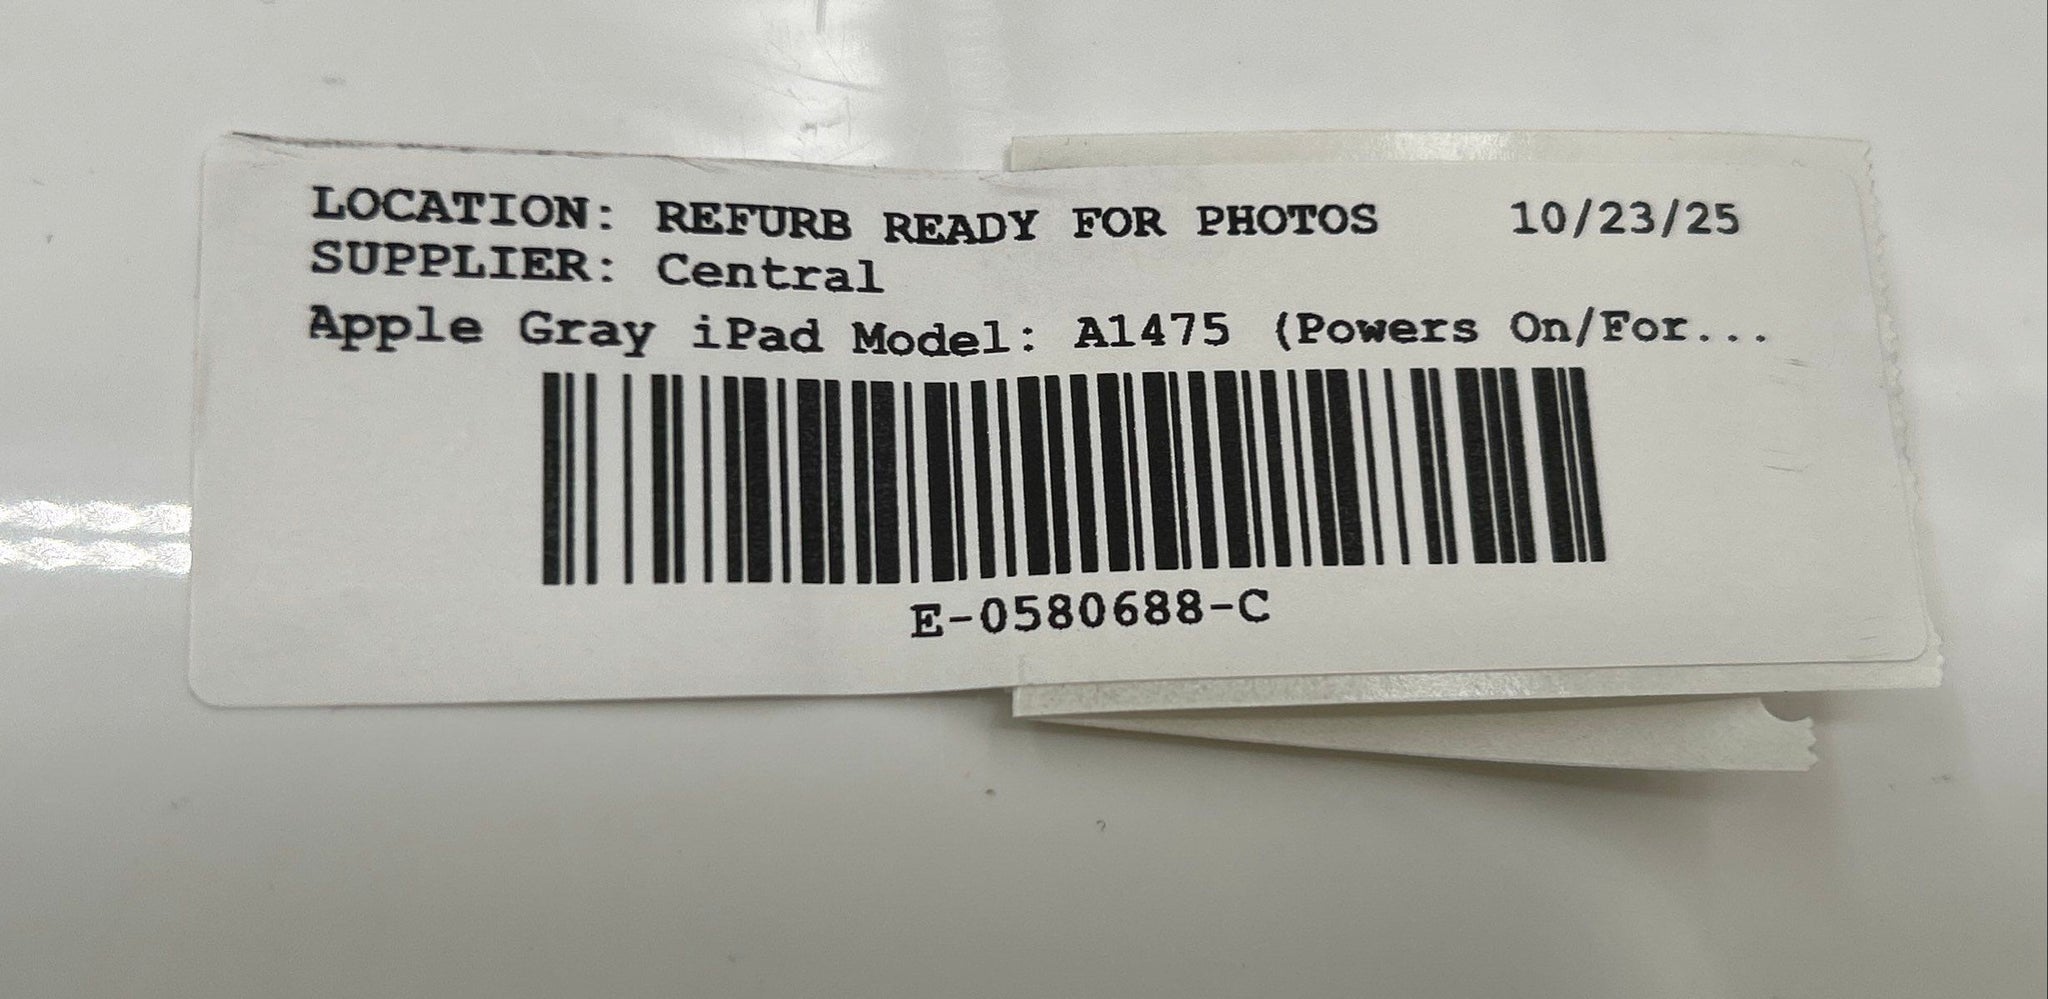 LOCATION: REFURB READY FOR PHOTOS 10/23/25
SUPPLIER: Central
Apple Gray iPad Model: A1475 (Powers On/For...
E-0580688-C